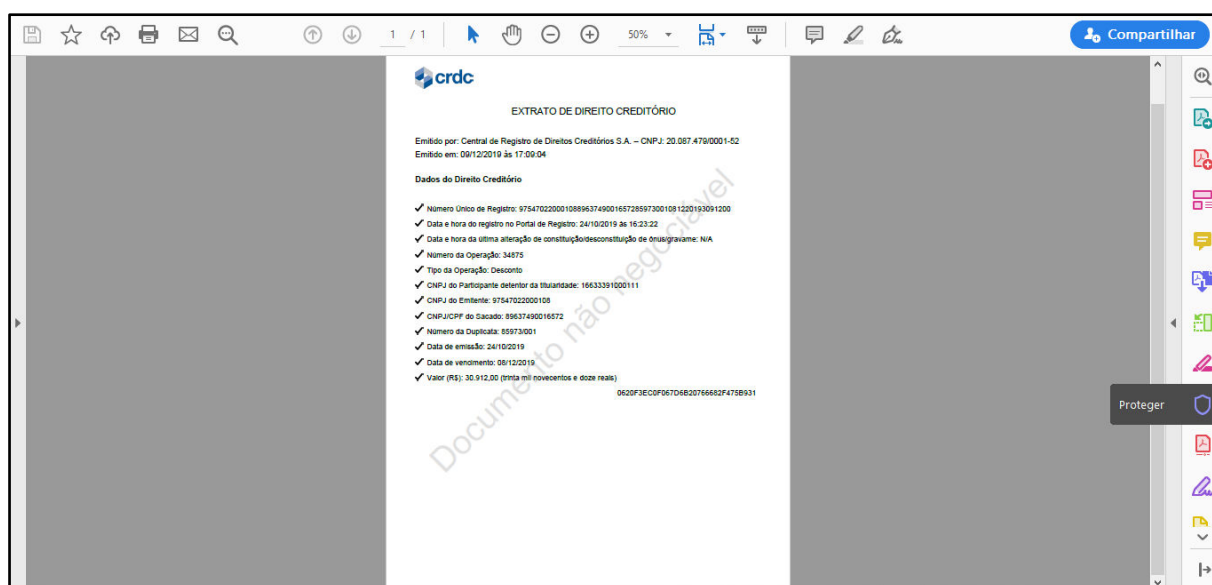 1 / 1
50%
Compartilhar
crdc
EXTRATO DE DIREITO CREDITÓRIO
Emitido por: Central de Registro de Direitos Creditórios S.A. – CNPJ: 20.087.479/0001-52
Emitido em: 09/12/2019 às 17:09:04
Dados do Direito Creditório
Número Único de Registro: 9754702200010889637490016572859730010812201930912​00
Data e hora do registro no Portal de Registro: 24/10/2019 às 16:23:22
Data e hora da última alteração de constituição/desconstituição de ônus/gravame: N/A
Número da Operação: 34875
Tipo da Operação: Desconto
CNPJ do Participante detentor da titularidade: 16633391000111
CNPJ do Emitente: 97547022000108
CNPJ/CPF do Sacado: 89637490016572
Número da Duplicata: 85973/001
Data de emissão: 24/10/2019
Data de vencimento: 08/12/2019
Valor (R$): 30.912,00 (trinta mil novecentos e doze reais)
0620F3EC0F067D6B20766682F475B931
Documento não negociável
Proteger